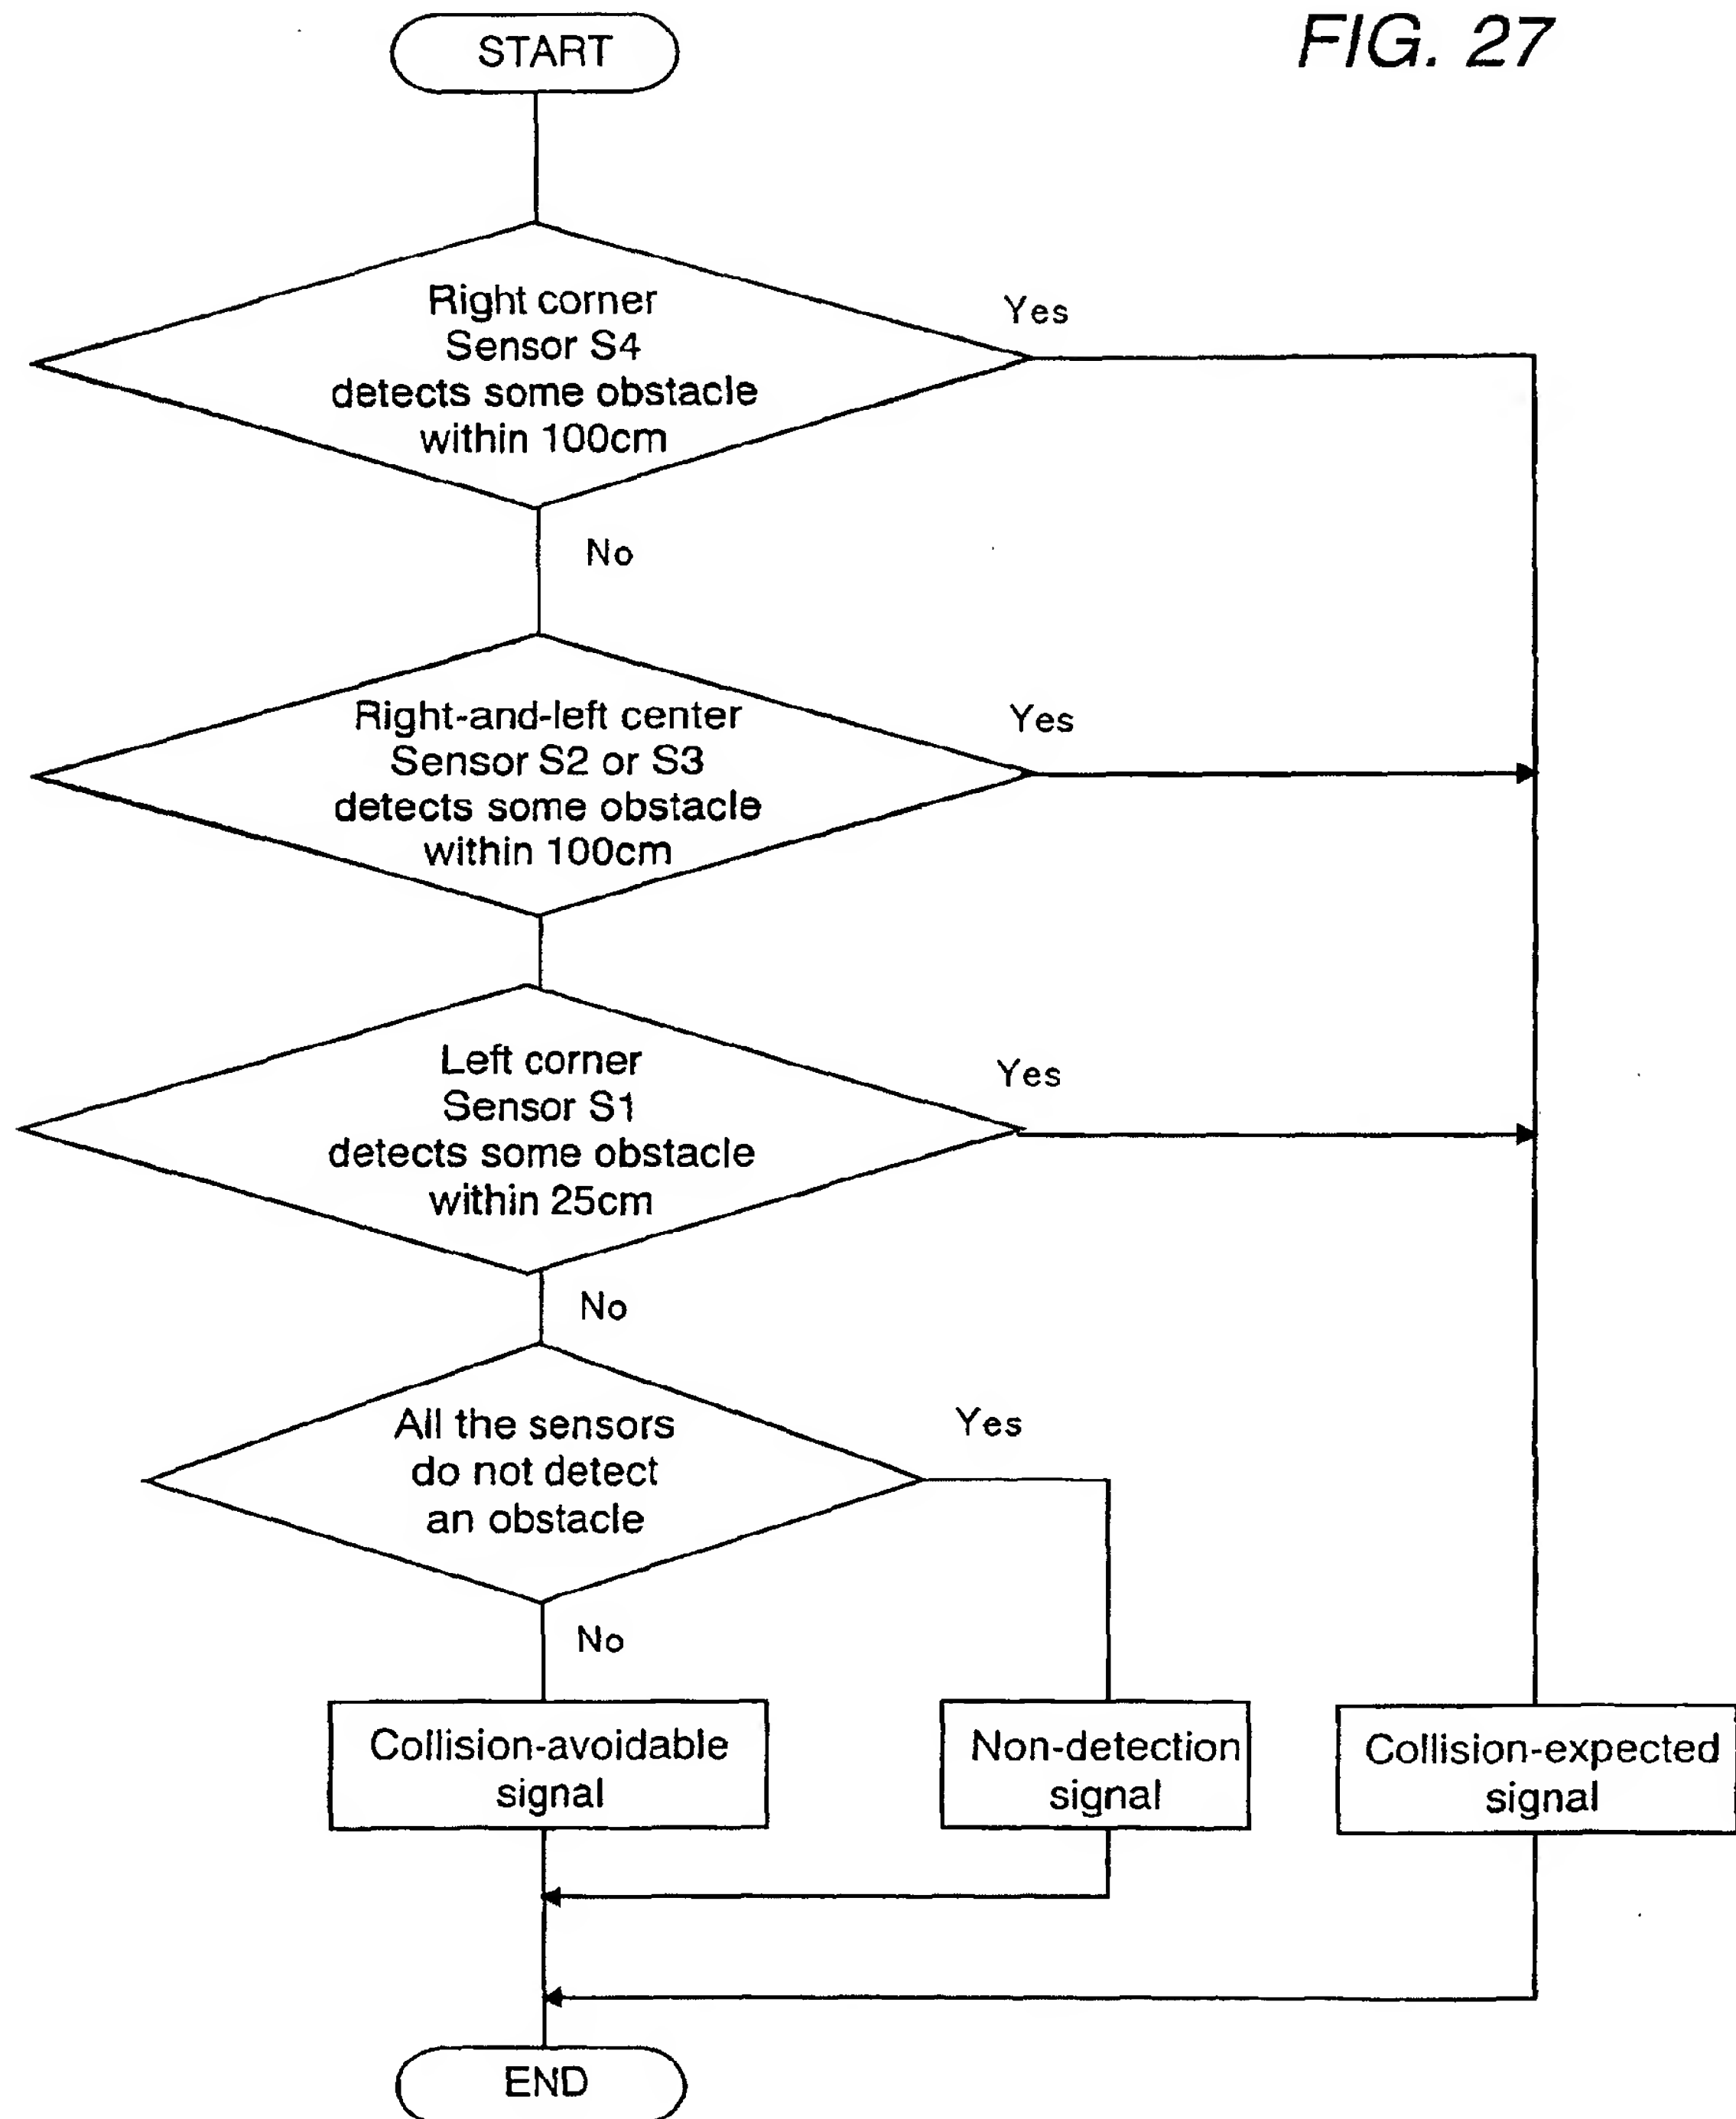 FIG. 27
START
Right corner
Sensor S4
detects some obstacle
within 100cm
Yes
No
Right-and-left center
Sensor S2 or S3
detects some obstacle
within 100cm
Yes
Left corner
Sensor S1
detects some obstacle
within 25cm
Yes
No
All the sensors
do not detect
an obstacle
Yes
No
Collision-avoidable
signal
Non-detection
signal
Collision-expected
signal
END